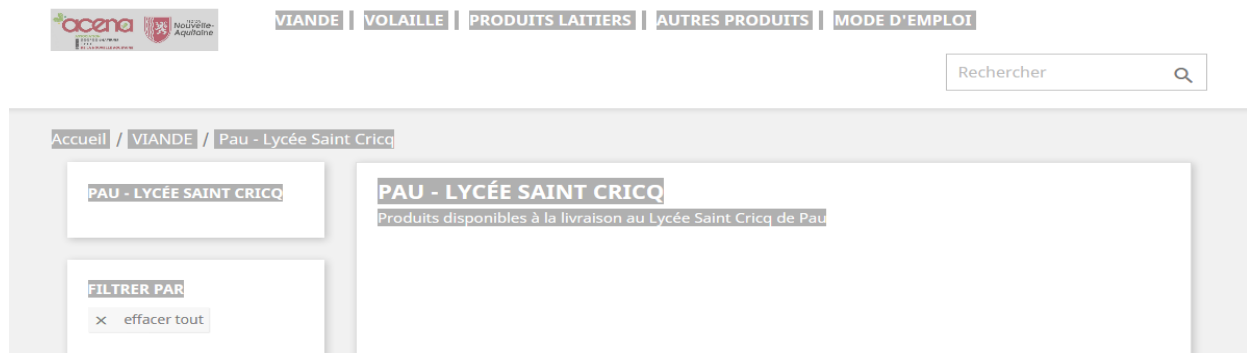 acena
Nouvelle-
Aquitaine
VIANDE | VOLAILLE | PRODUITS LAITIERS | AUTRES PRODUITS | MODE D'EMPLOI
Rechercher
Accueil / VIANDE / Pau - Lycée Saint Cricq
PAU - LYCÉE SAINT CRICQ
PAU - LYCÉE SAINT CRICQ
Produits disponibles à la livraison au Lycée Saint Cricq de Pau
FILTRER PAR
× effacer tout